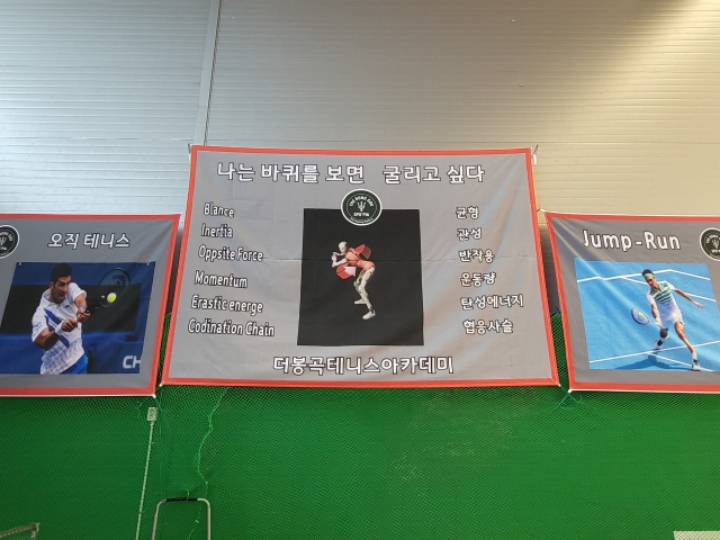 나는 바퀴를 보면 굴리고 싶다
Blance
Inertia
Oppsite Force
Momentum
Erastic energe
Codination Chain
균형
관성
반작용
운동량
탄성에너지
협응사슬
더봉곡테니스아카데미
오직 테니스
CH
Jump-Run